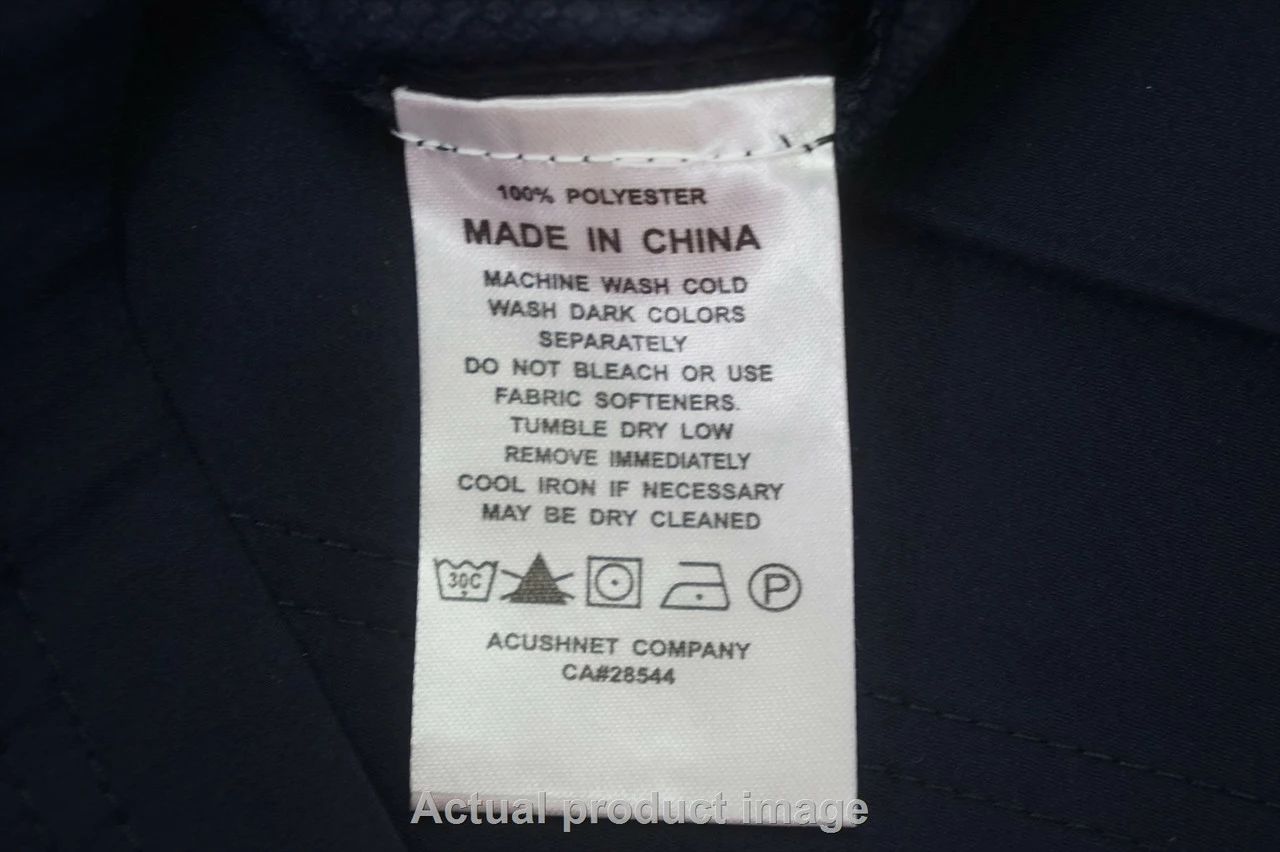 100% POLYESTER
MADE IN CHINA
MACHINE WASH COLD
WASH DARK COLORS
SEPARATELY
DO NOT BLEACH OR USE
FABRIC SOFTENERS.
TUMBLE DRY LOW
REMOVE IMMEDIATELY
COOL IRON IF NECESSARY
MAY BE DRY CLEANED
30C P
ACUSHNET COMPANY
CA#28544
Actual product image